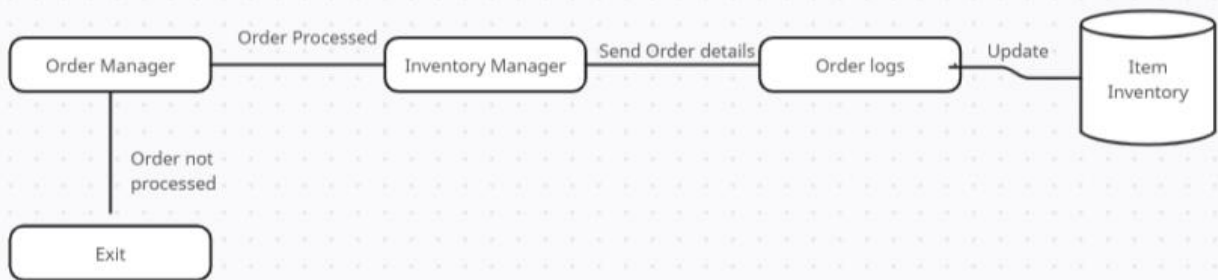 Order Manager
Order Processed
Inventory Manager
Send Order details
Order logs
Update
Item
Inventory
Order not
processed
Exit